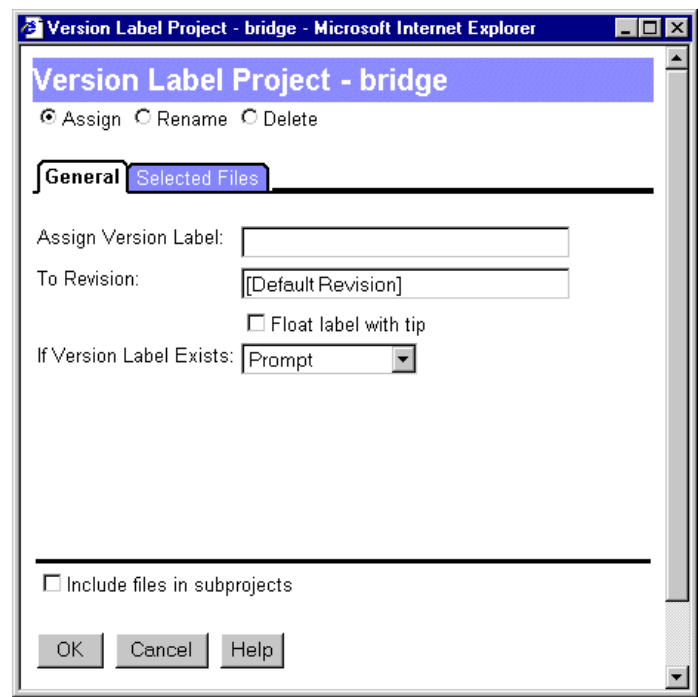 Version Label Project - bridge - Microsoft Internet Explorer
Version Label Project - bridge
Assign Rename Delete
General Selected Files
Assign Version Label:
To Revision: [Default Revision]
Float label with tip
If Version Label Exists: Prompt
Include files in subprojects
OK Cancel Help